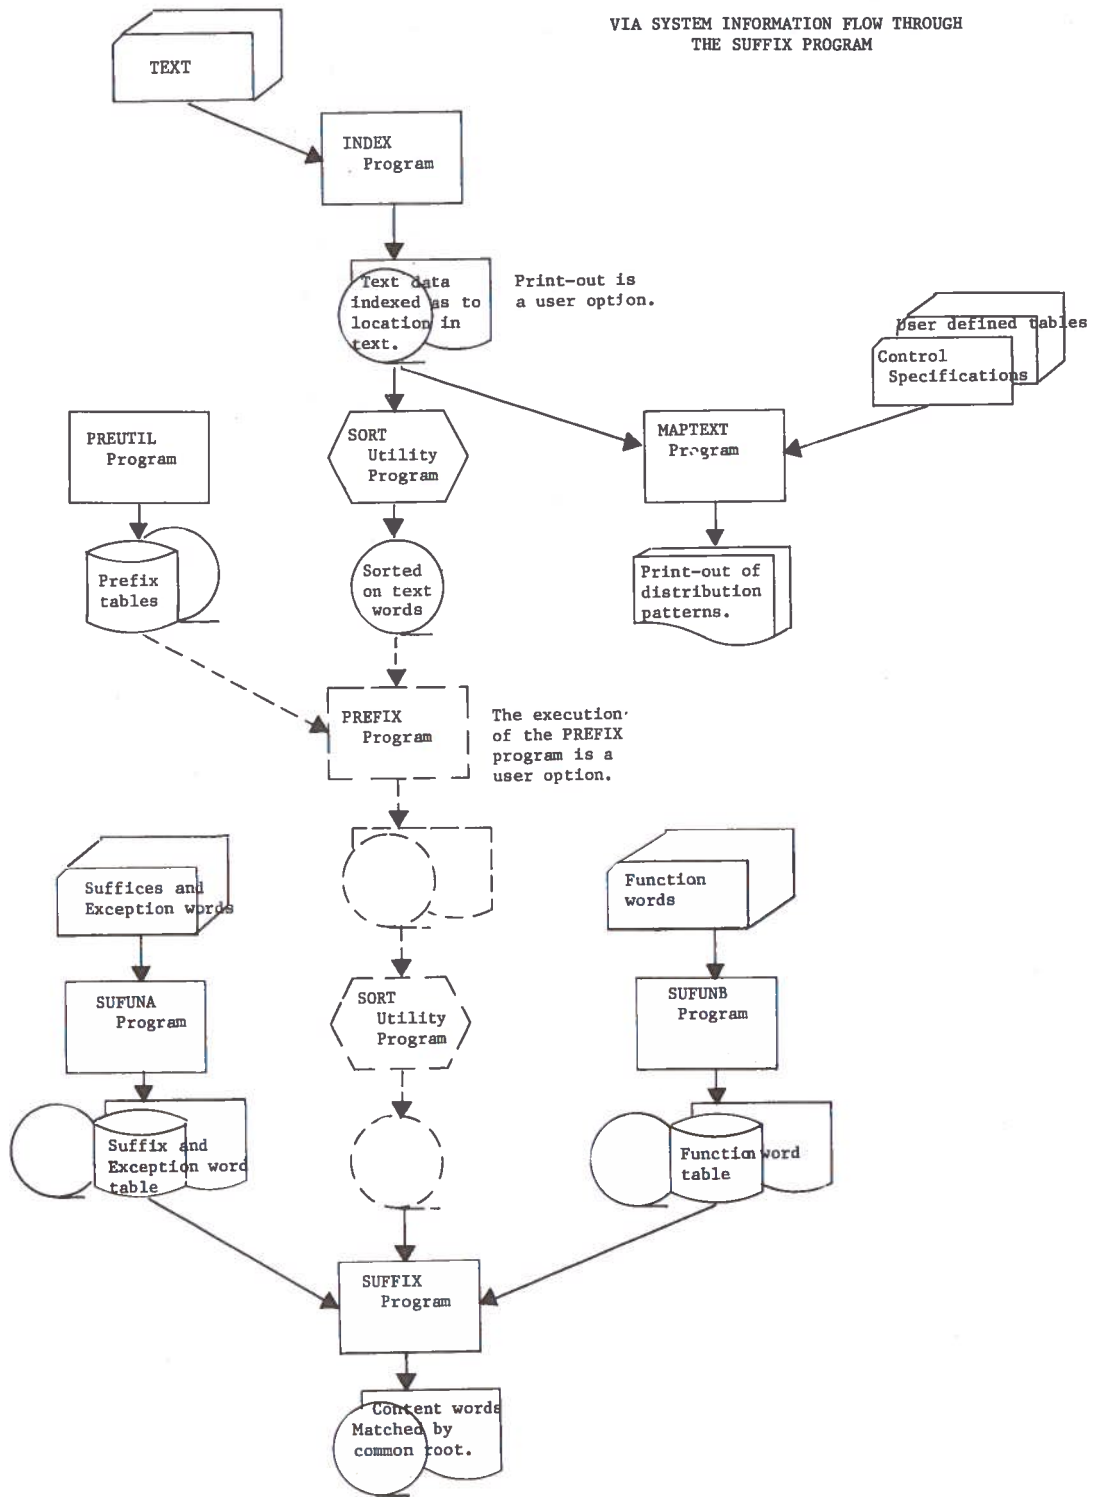 VIA SYSTEM INFORMATION FLOW THROUGH
THE SUFFIX PROGRAM
TEXT
INDEX
Program
Text data
indexed as to
location in
text.
Print-out is
a user option.
User defined tables
Control
Specifications
PREUTIL
Program
SORT
Utility
Program
MAPTEXT
Program
Prefix
tables
Sorted
on text
words
Print-out of
distribution
patterns.
PREFIX
Program
The execution
of the PREFIX
program is a
user option.
Suffices and
Exception words
Function
words
SUFUNA
Program
SORT
Utility
Program
SUFUNB
Program
Suffix and
Exception word
table
Function word
table
SUFFIX
Program
Content words
Matched by
common root.